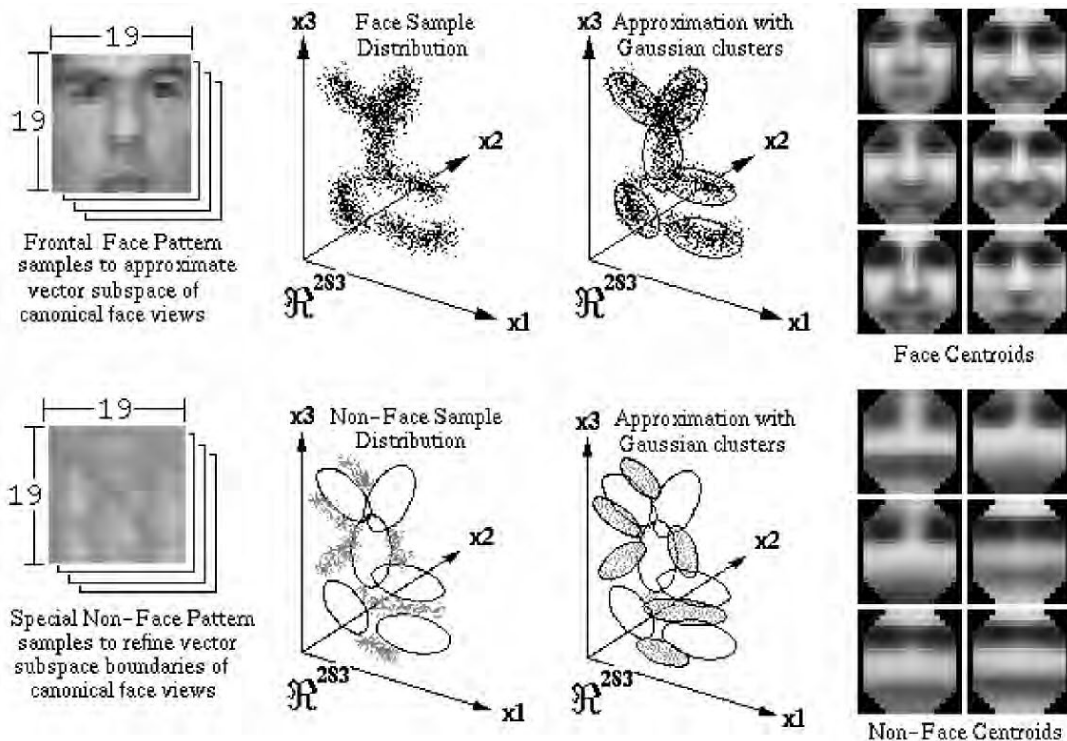 19
19
Frontal Face Pattern
samples to approximate
vector subspace of
canonical face views
x3
Face Sample
Distribution
x2
ℜ283
x1
x3
Approximation with
Gaussian clusters
x2
ℜ283
x1
Face Centroids
19
19
Special Non-Face Pattern
samples to refine vector
subspace boundaries of
canonical face views
x3
Non-Face Sample
Distribution
x2
ℜ283
x1
x3
Approximation with
Gaussian clusters
x2
ℜ283
x1
Non-Face Centroids